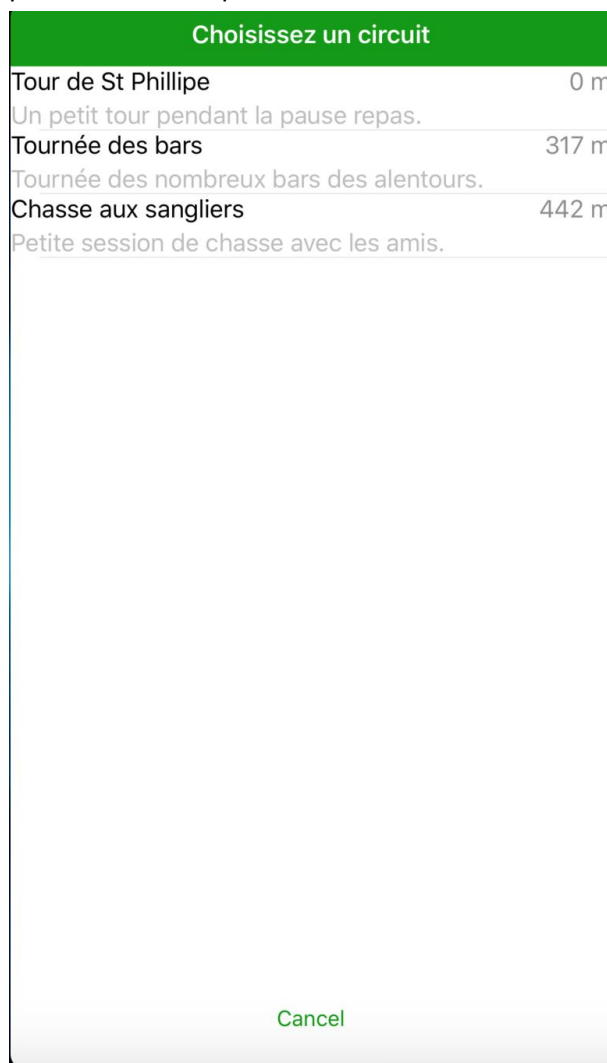 Choisissez un circuit
Tour de St Phillipe 0 m
Un petit tour pendant la pause repas.
Tournée des bars 317 m
Tournée des nombreux bars des alentours.
Chasse aux sangliers 442 m
Petite session de chasse avec les amis.
Cancel